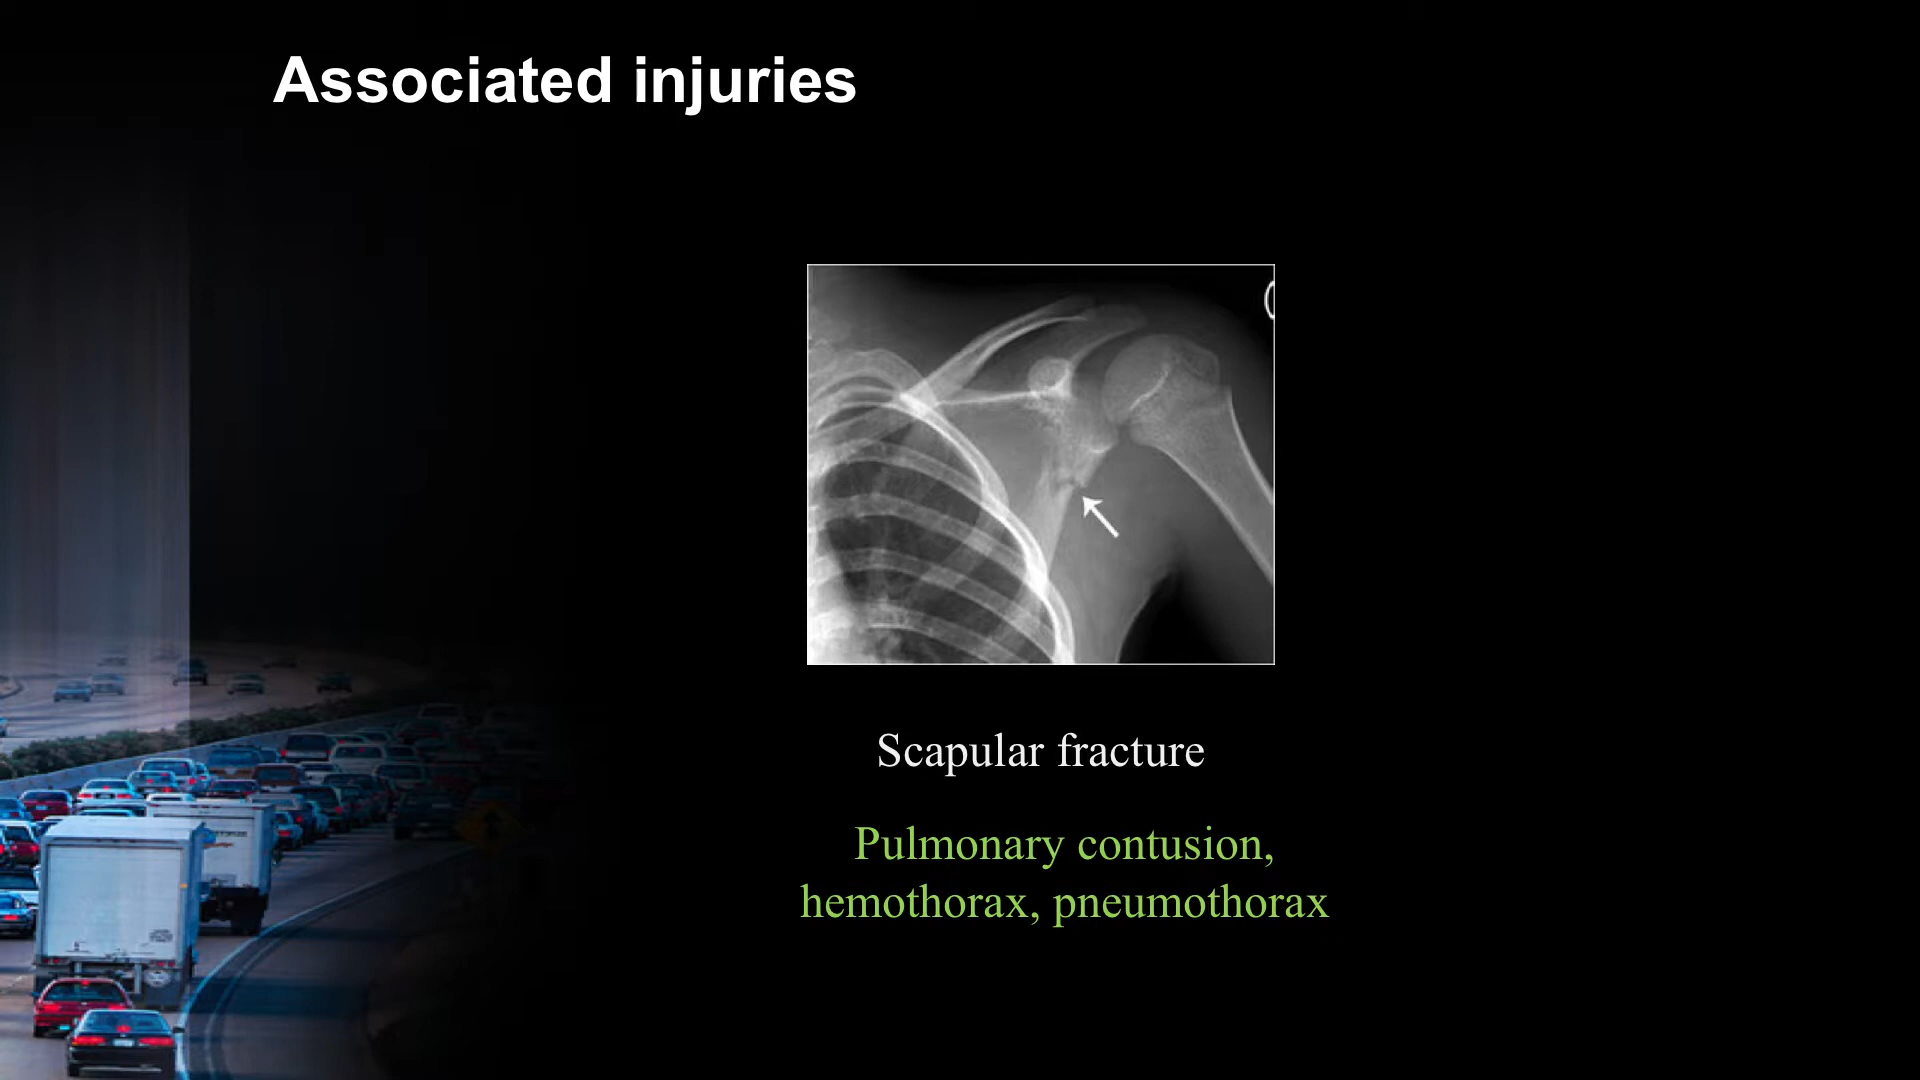 Associated injuries
Scapular fracture
Pulmonary contusion,
hemothorax, pneumothorax